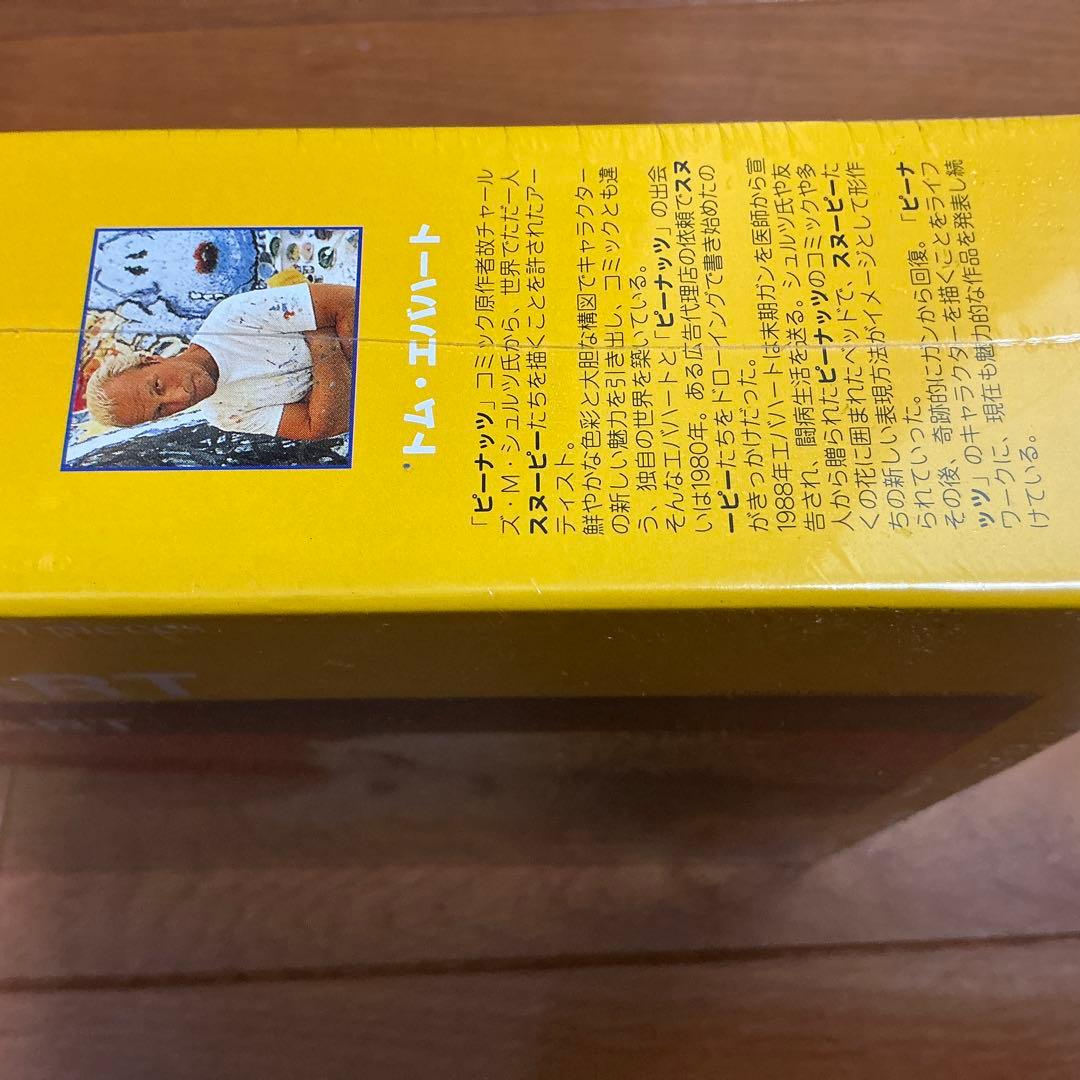 トム・エバハート
「ピーナッツ」コミック原作者故チャール
ズ・M・シュルツ氏から、世界でただ一人
スヌーピーたちを描くことを許されたアー
ティスト。
鮮やかな色彩と大胆な構図でキャラクター
の新しい魅力を引き出し、コミックとも違
う、独自の世界を築いている。
そんなエバハートと「ピーナッツ」の出会
いは1980年。ある広告代理店の依頼でスヌ
ーピーたちをドローイングで書き始めたの
がきっかけだった。
1988年エバハートは末期ガンを医師から宣
告され、闘病生活を送る。シュルツ氏や友
人から贈られたピーナッツのコミックや多
くの花に囲まれたベッドで、スヌーピーた
ちの新しい表現方法がイメージとして形作
られていった。
その後、奇跡的にガンから回復。「ピーナ
ッツ」のキャラクターを描くことをライフ
ワークに、現在も魅力的な作品を発表し続
けている。